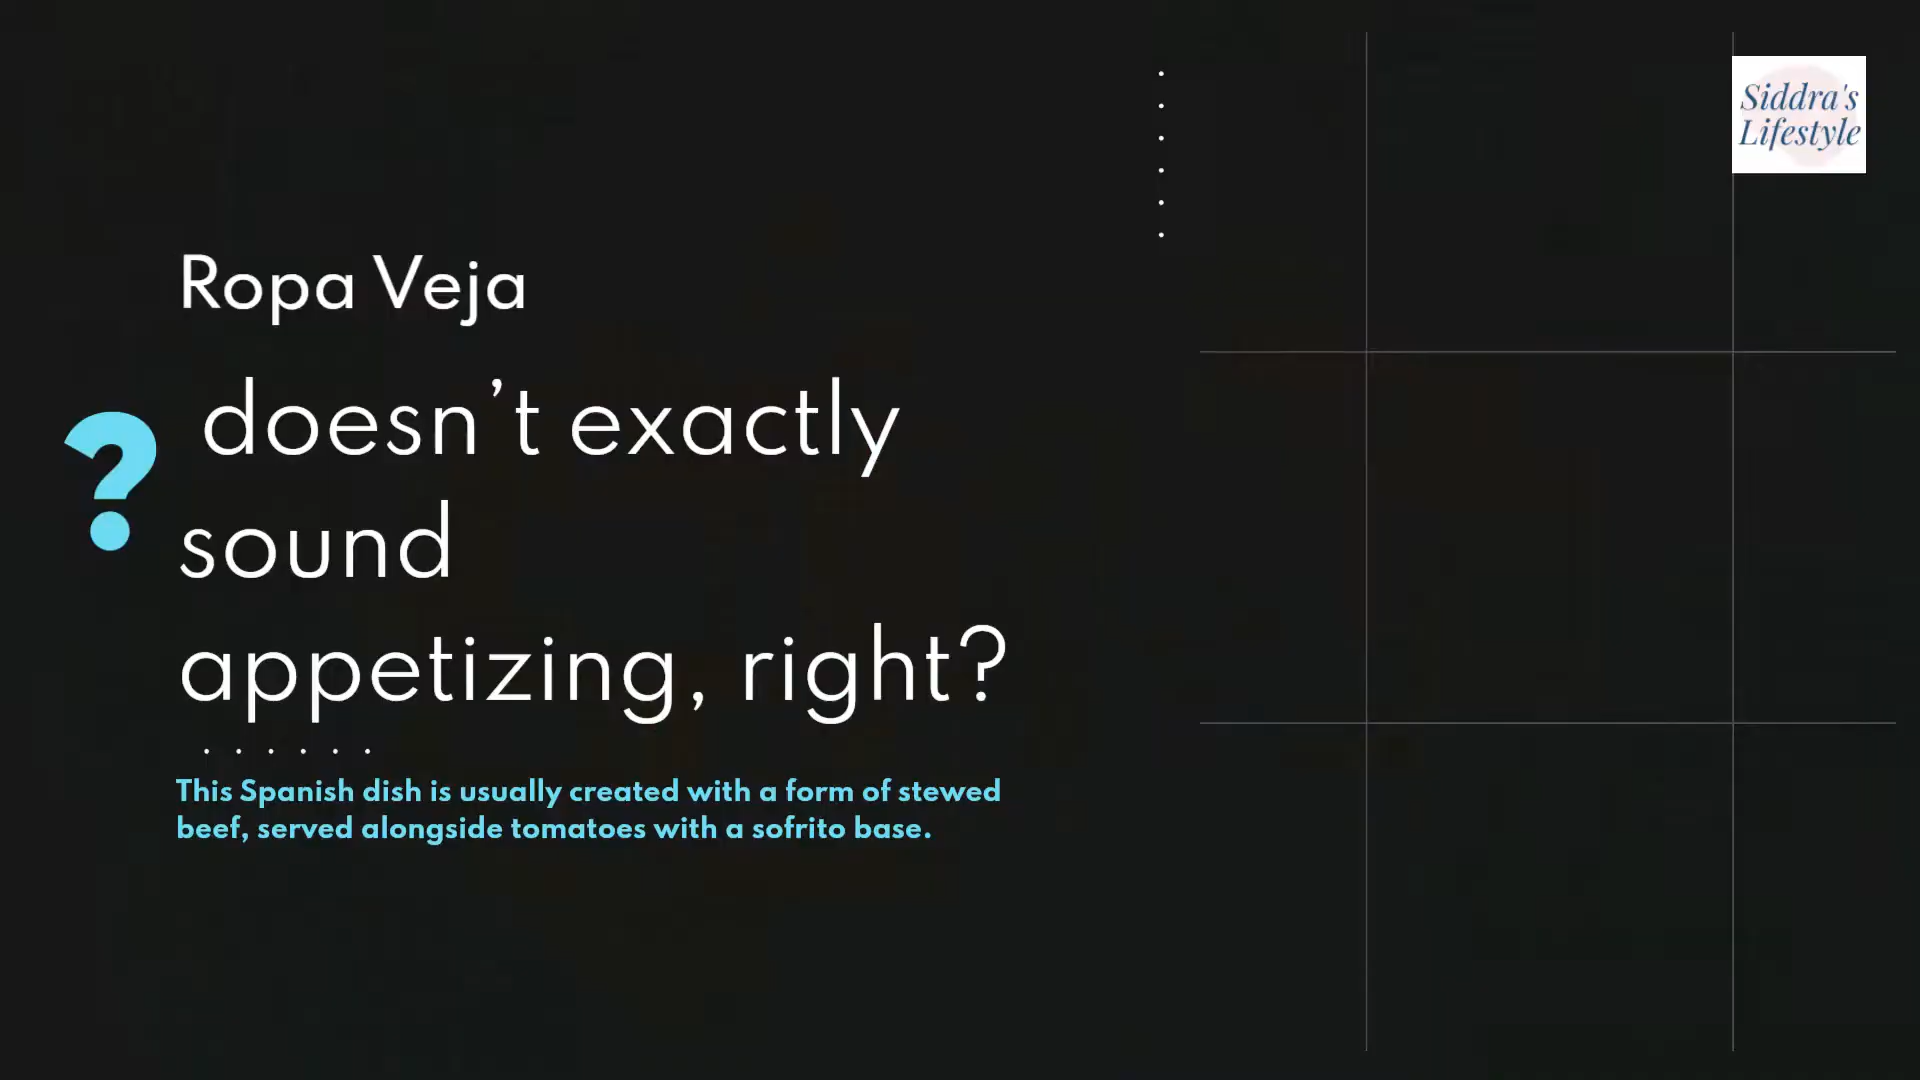 Siddra's
Lifestyle
Ropa Veja
?
doesn’t exactly
sound
appetizing, right?
This Spanish dish is usually created with a form of stewed
beef, served alongside tomatoes with a sofrito base.